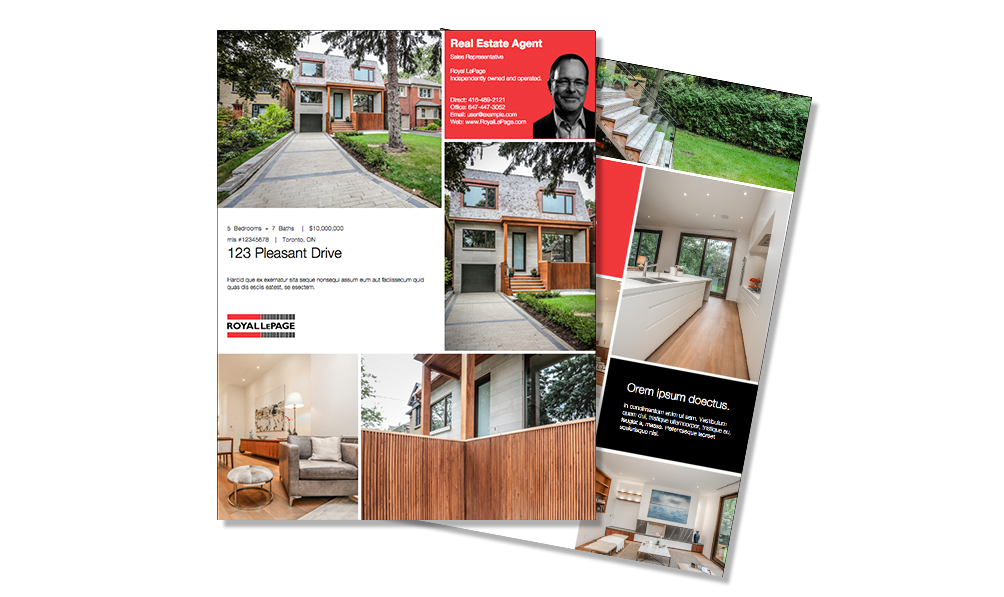 Real Estate Agent
Sales Representative
Royal LePage
Independently owned and operated.
Direct: 416-489-2121
Office: 647-447-3052
Email: user@example.com
Web: www.RoyalLePage.com
5 Bedrooms + 7 Baths | $10,000,000
mls #12345678 | Toronto, ON
123 Pleasant Drive
Harcid que ex exernatur sita seque nonsequi assum eum aut facilissecum quid
quas dis esciis eatest, se esectem.
ROYAL LEPAGE
Orem ipsum doectus.
In condimentum enim ut sem. Vestibulum
quam dui, tristique ullamcorper, tristique eu,
feugiat a, massa. Pellentesque laoreet
scelerisque nisl.